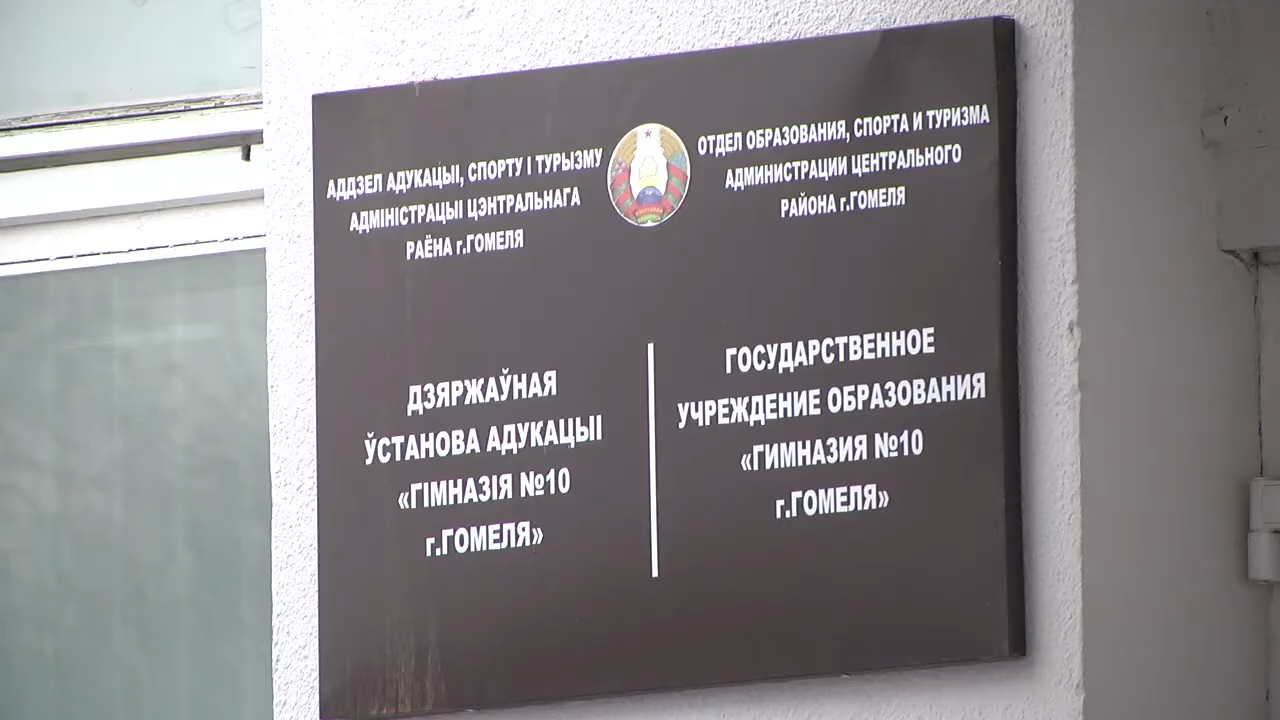 АДДЗЕЛ АДУКАЦЫІ, СПОРТУ І ТУРЫЗМУ
АДМІНІСТРАЦЫІ ЦЭНТРАЛЬНАГА
РАЁНА г.ГОМЕЛЯ
ОТДЕЛ ОБРАЗОВАНИЯ, СПОРТА И ТУРИЗМА
АДМИНИСТРАЦИИ ЦЕНТРАЛЬНОГО
РАЙОНА г.ГОМЕЛЯ
ДЗЯРЖАЎНАЯ
ЎСТАНОВА АДУКАЦЫІ
«ГІМНАЗІЯ №10
г.ГОМЕЛЯ»
ГОСУДАРСТВЕННОЕ
УЧРЕЖДЕНИЕ ОБРАЗОВАНИЯ
«ГИМНАЗИЯ №10
г.ГОМЕЛЯ»